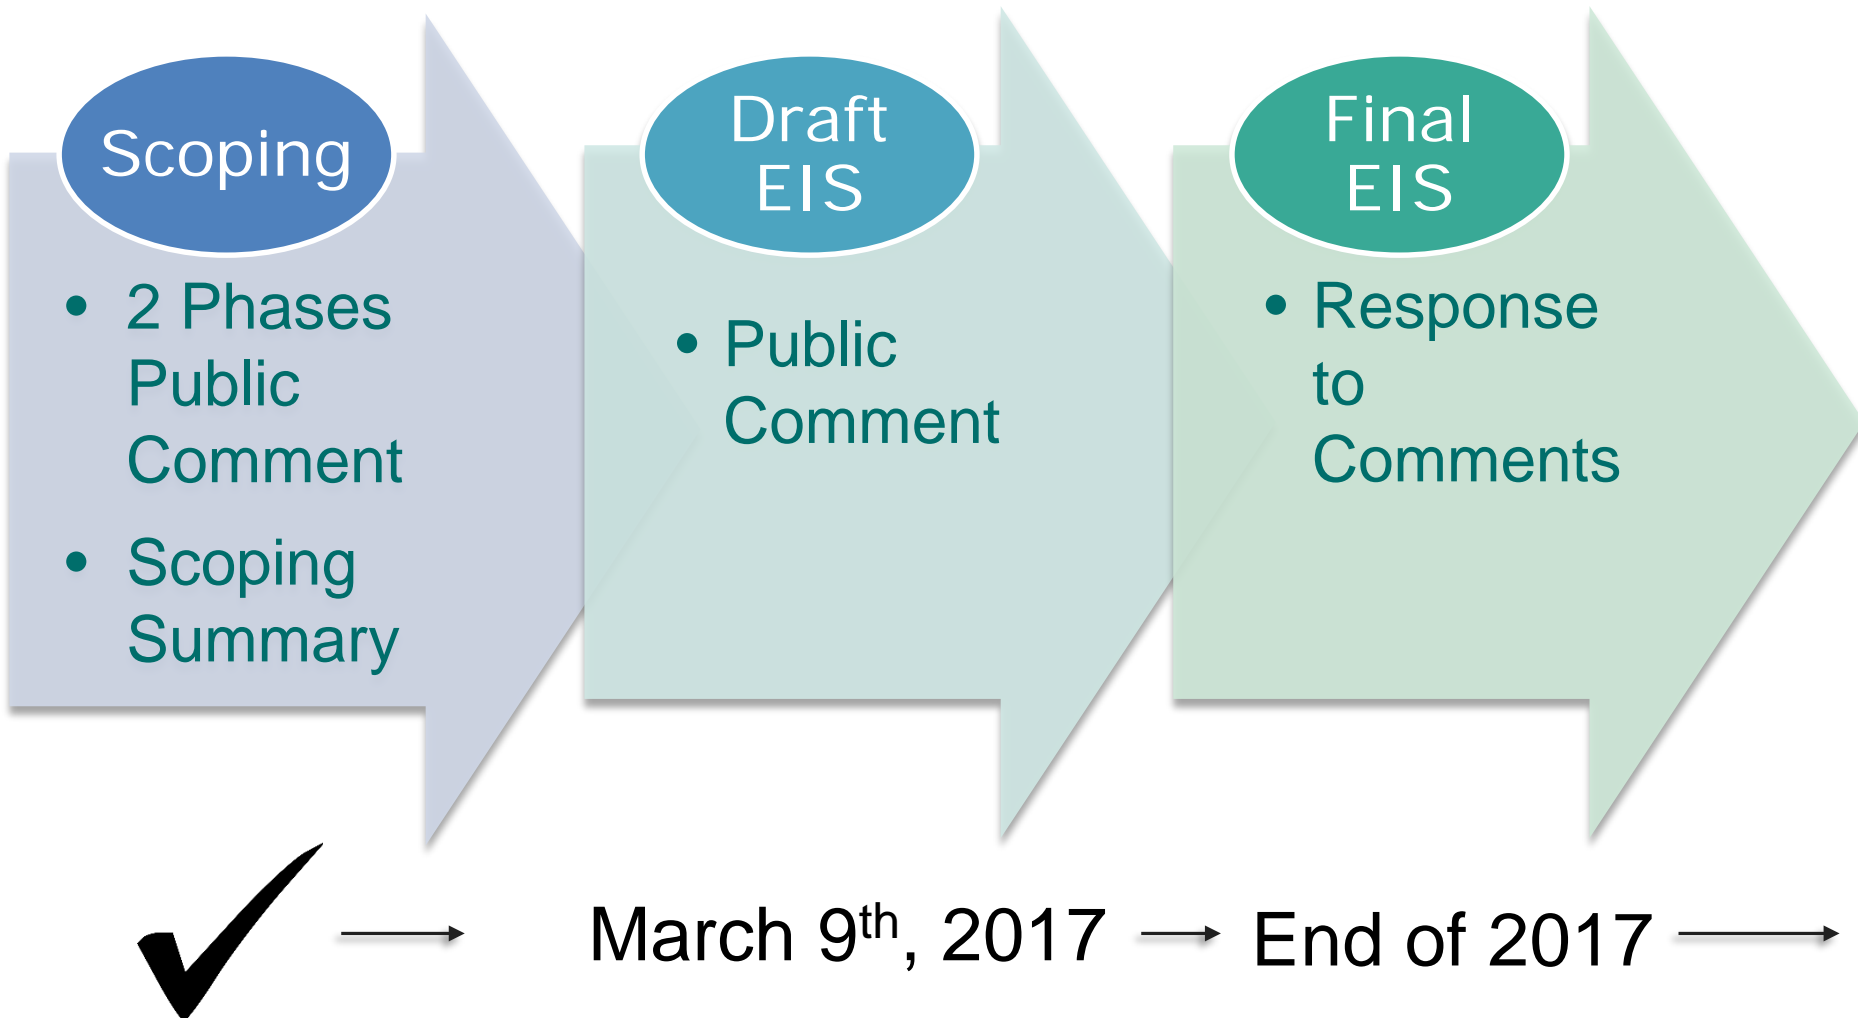 Scoping
• 2 Phases
Public
Comment
• Scoping
Summary
Draft
EIS
• Public
Comment
Final
EIS
• Response
to
Comments
March 9th, 2017
End of 2017